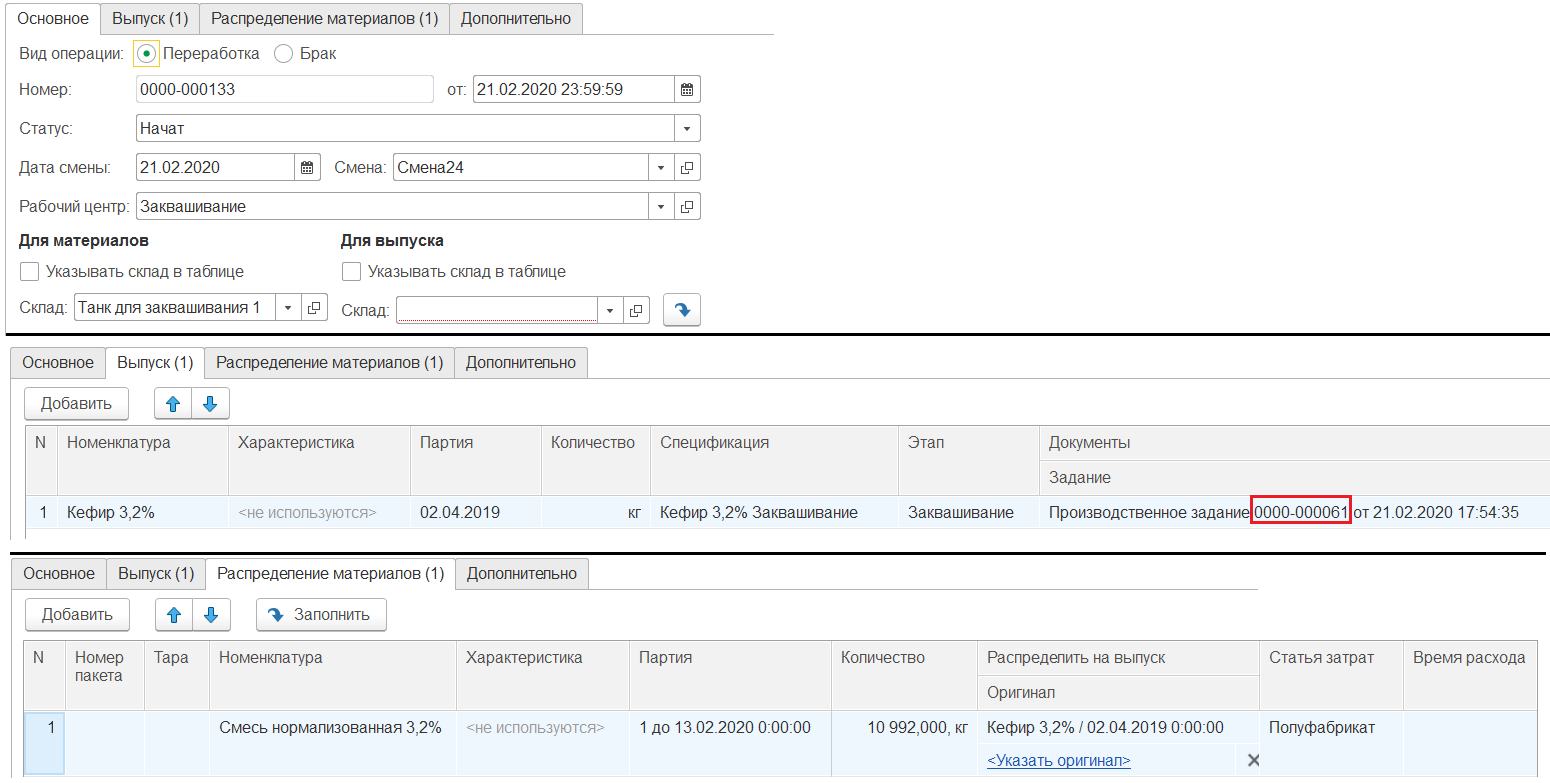 Основное Выпуск (1) Распределение материалов (1) Дополнительно
Вид операции: Переработка Брак
Номер: 0000-000133 от: 21.02.2020 23:59:59
Статус: Начат
Дата смены: 21.02.2020 Смена: Смена24
Рабочий центр: Заквашивание
Для материалов Для выпуска
Указывать склад в таблице Указывать склад в таблице
Склад: Танк для заквашивания 1 Склад:
Основное Выпуск (1) Распределение материалов (1) Дополнительно
Добавить
N Номенклатура Характеристика Партия Количество Спецификация Этап Документы
Задание
1 Кефир 3,2% <не используются> 02.04.2019 кг Кефир 3,2% Заквашивание Заквашивание Производственное задание 0000-000061 от 21.02.2020 17:54:35
Основное Выпуск (1) Распределение материалов (1) Дополнительно
Добавить Заполнить
N Номер Тара Номенклатура Характеристика Партия Количество Распределить на выпуск Статья затрат Время расхода
пакета
Оригинал
1 Смесь нормализованная 3,2% <не используются> 1 до 13.02.2020 0:00:00 10 992,000, кг Кефир 3,2% / 02.04.2019 0:00:00 Полуфабрикат
<Указать оригинал>